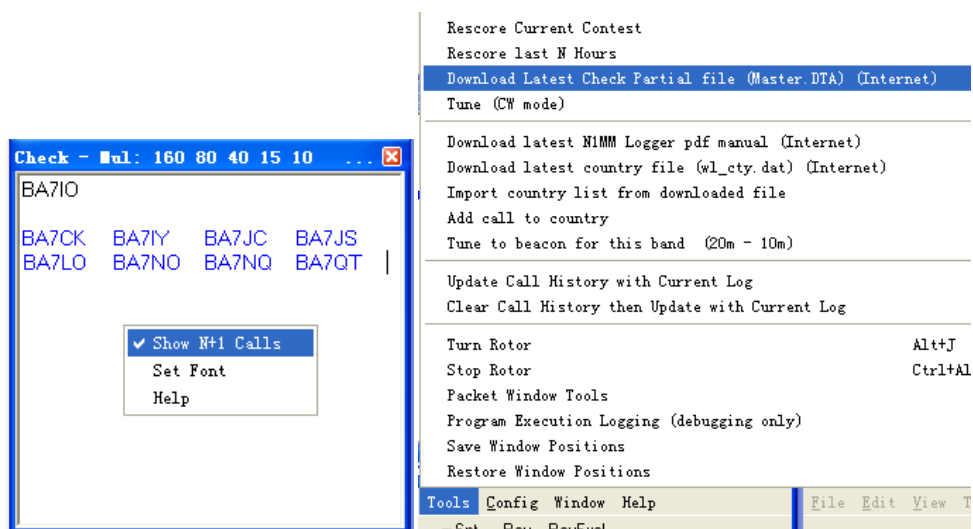 Check - Mul: 160 80 40 15 10 ...
BA7IO
BA7CK BA7IY BA7JC BA7JS
BA7LO BA7NO BA7NQ BA7QT
Show N+1 Calls
Set Font
Help
Rescore Current Contest
Rescore last N Hours
Download Latest Check Partial file (Master.DTA) (Internet)
Tune (CW mode)
Download latest N1MM Logger pdf manual (Internet)
Download latest country file (wl_cty.dat) (Internet)
Import country list from downloaded file
Add call to country
Tune to beacon for this band (20m - 10m)
Update Call History with Current Log
Clear Call History then Update with Current Log
Turn Rotor Alt+J
Stop Rotor Ctrl+Al
Packet Window Tools
Program Execution Logging (debugging only)
Save Window Positions
Restore Window Positions
Tools Config Window Help
File Edit View T